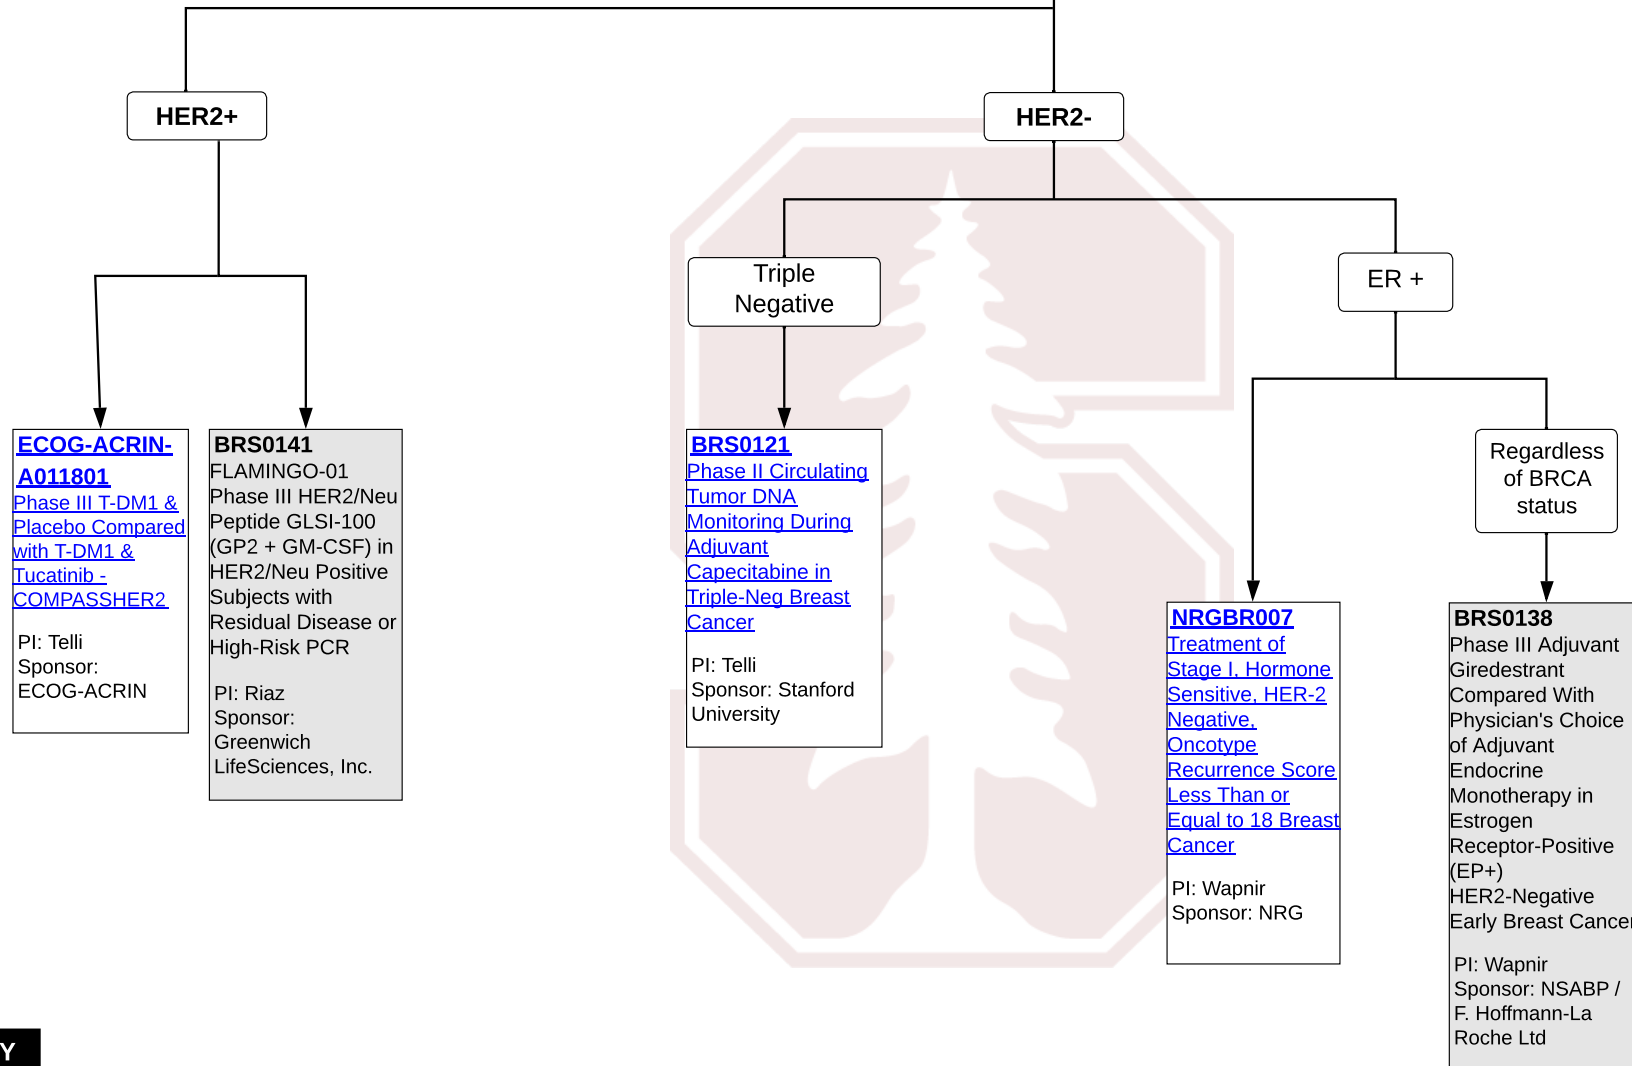 HER2+
HER2-
Triple
Negative
ER +
ECOG-ACRIN-
A011801
Phase III T-DM1 &
Placebo Compared
with T-DM1 &
Tucatinib -
COMPASSHER2
PI: Telli
Sponsor:
ECOG-ACRIN
BRS0141
FLAMINGO-01
Phase III HER2/Neu
Peptide GLSI-100
(GP2 + GM-CSF) in
HER2/Neu Positive
Subjects with
Residual Disease or
High-Risk PCR
PI: Riaz
Sponsor:
Greenwich
LifeSciences, Inc.
BRS0121
Phase II Circulating
Tumor DNA
Monitoring During
Adjuvant
Capecitabine in
Triple-Neg Breast
Cancer
PI: Telli
Sponsor: Stanford
University
Regardless
of BRCA
status
NRGBR007
Treatment of
Stage I, Hormone
Sensitive, HER-2
Negative,
Oncotype
Recurrence Score
Less Than or
Equal to 18 Breast
Cancer
PI: Wapnir
Sponsor: NRG
BRS0138
Phase III Adjuvant
Giredestrant
Compared With
Physician's Choice
of Adjuvant
Endocrine
Monotherapy in
Estrogen
Receptor-Positive
(EP+)
HER2-Negative
Early Breast Cancer
PI: Wapnir
Sponsor: NSABP /
F. Hoffmann-La
Roche Ltd
Y